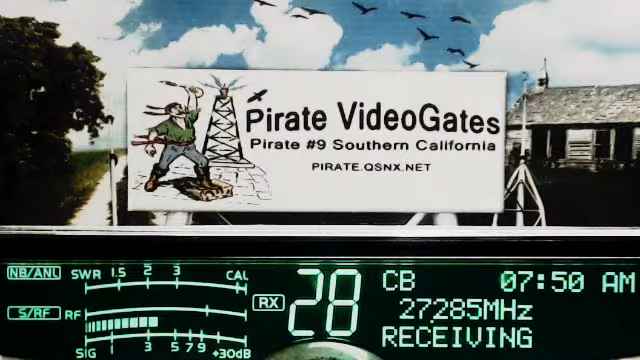 Pirate VideoGates
Pirate #9 Southern California
PIRATE.QSNX.NET
NB/ANL SWR 1.5 2 3 CAL
S/RF RF
SIG 1 3 5 7 9 +30dB
RX 28
CB 07:50 AM
27285MHz
RECEIVING